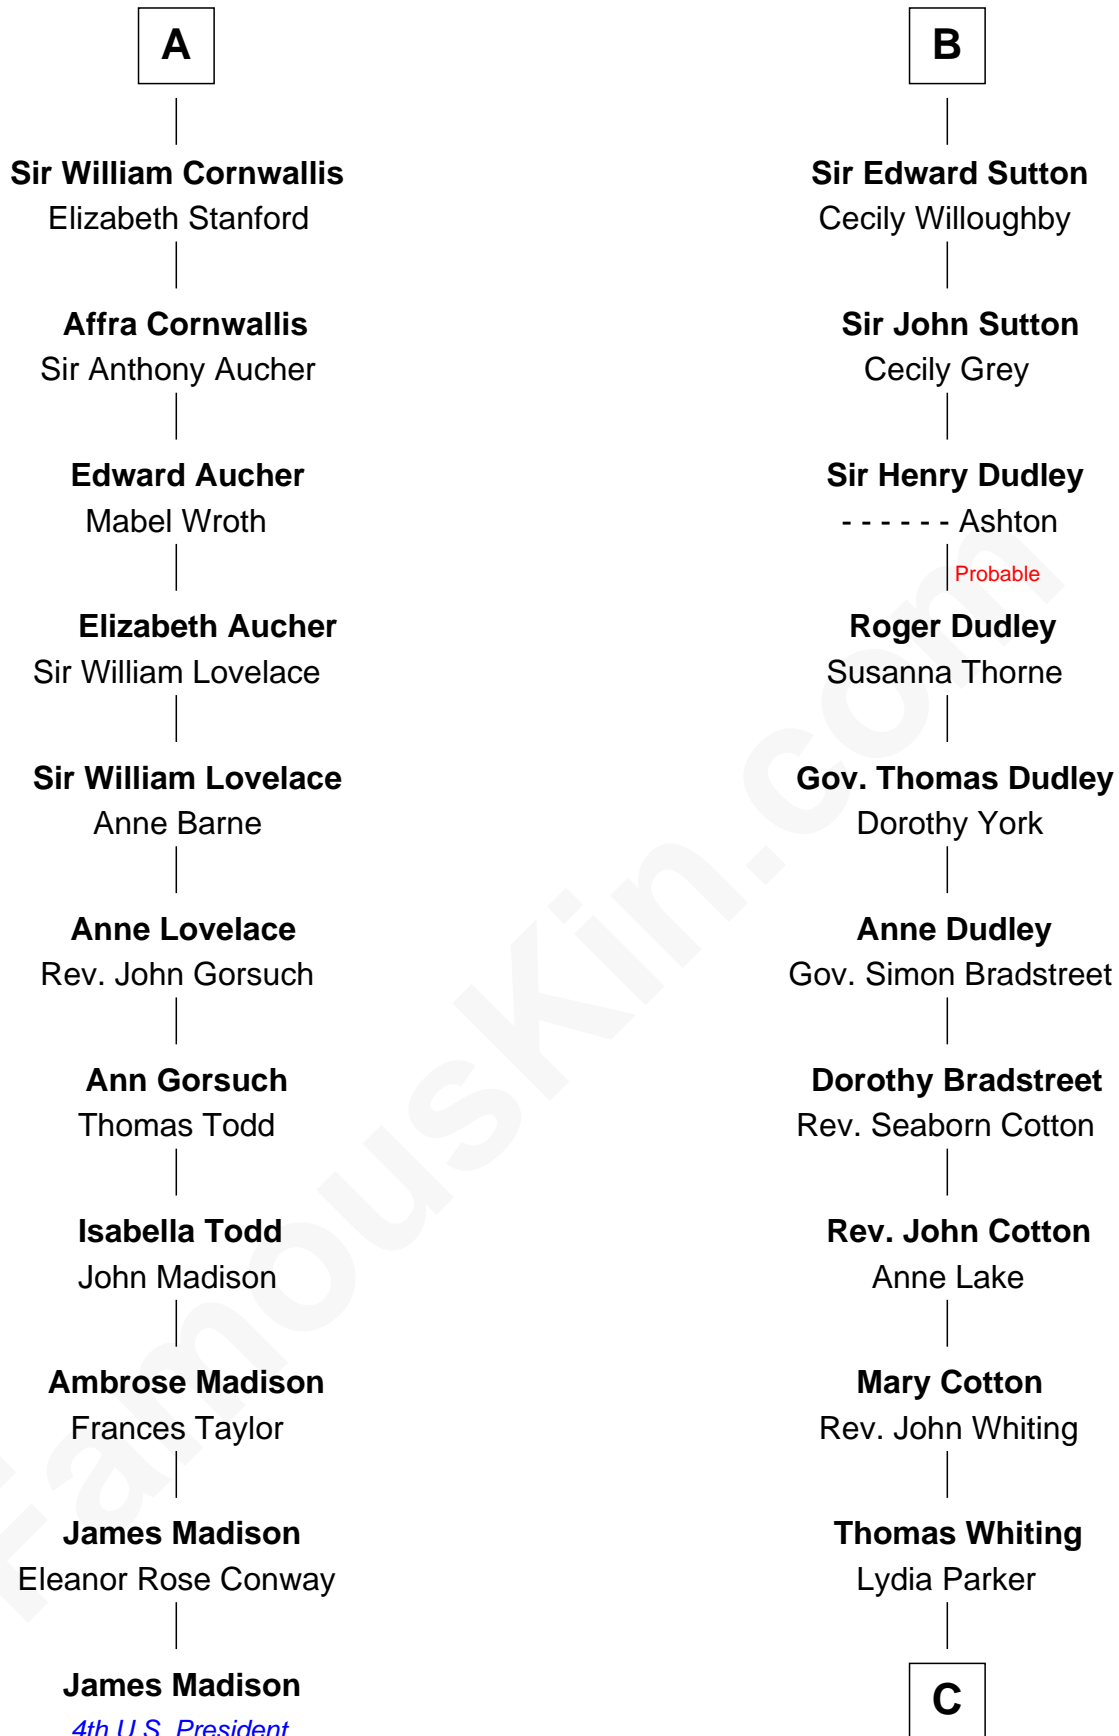 A
Sir William Cornwallis
Elizabeth Stanford
Affra Cornwallis
Sir Anthony Aucher
Edward Aucher
Mabel Wroth
Elizabeth Aucher
Sir William Lovelace
Sir William Lovelace
Anne Barne
Anne Lovelace
Rev. John Gorsuch
Ann Gorsuch
Thomas Todd
Isabella Todd
John Madison
Ambrose Madison
Frances Taylor
James Madison
Eleanor Rose Conway
James Madison
4th U.S. President
B
Sir Edward Sutton
Cecily Willoughby
Sir John Sutton
Cecily Grey
Sir Henry Dudley
- - - - - - Ashton
Probable
Roger Dudley
Susanna Thorne
Gov. Thomas Dudley
Dorothy York
Anne Dudley
Gov. Simon Bradstreet
Dorothy Bradstreet
Rev. Seaborn Cotton
Rev. John Cotton
Anne Lake
Mary Cotton
Rev. John Whiting
Thomas Whiting
Lydia Parker
C
FamousKin.com